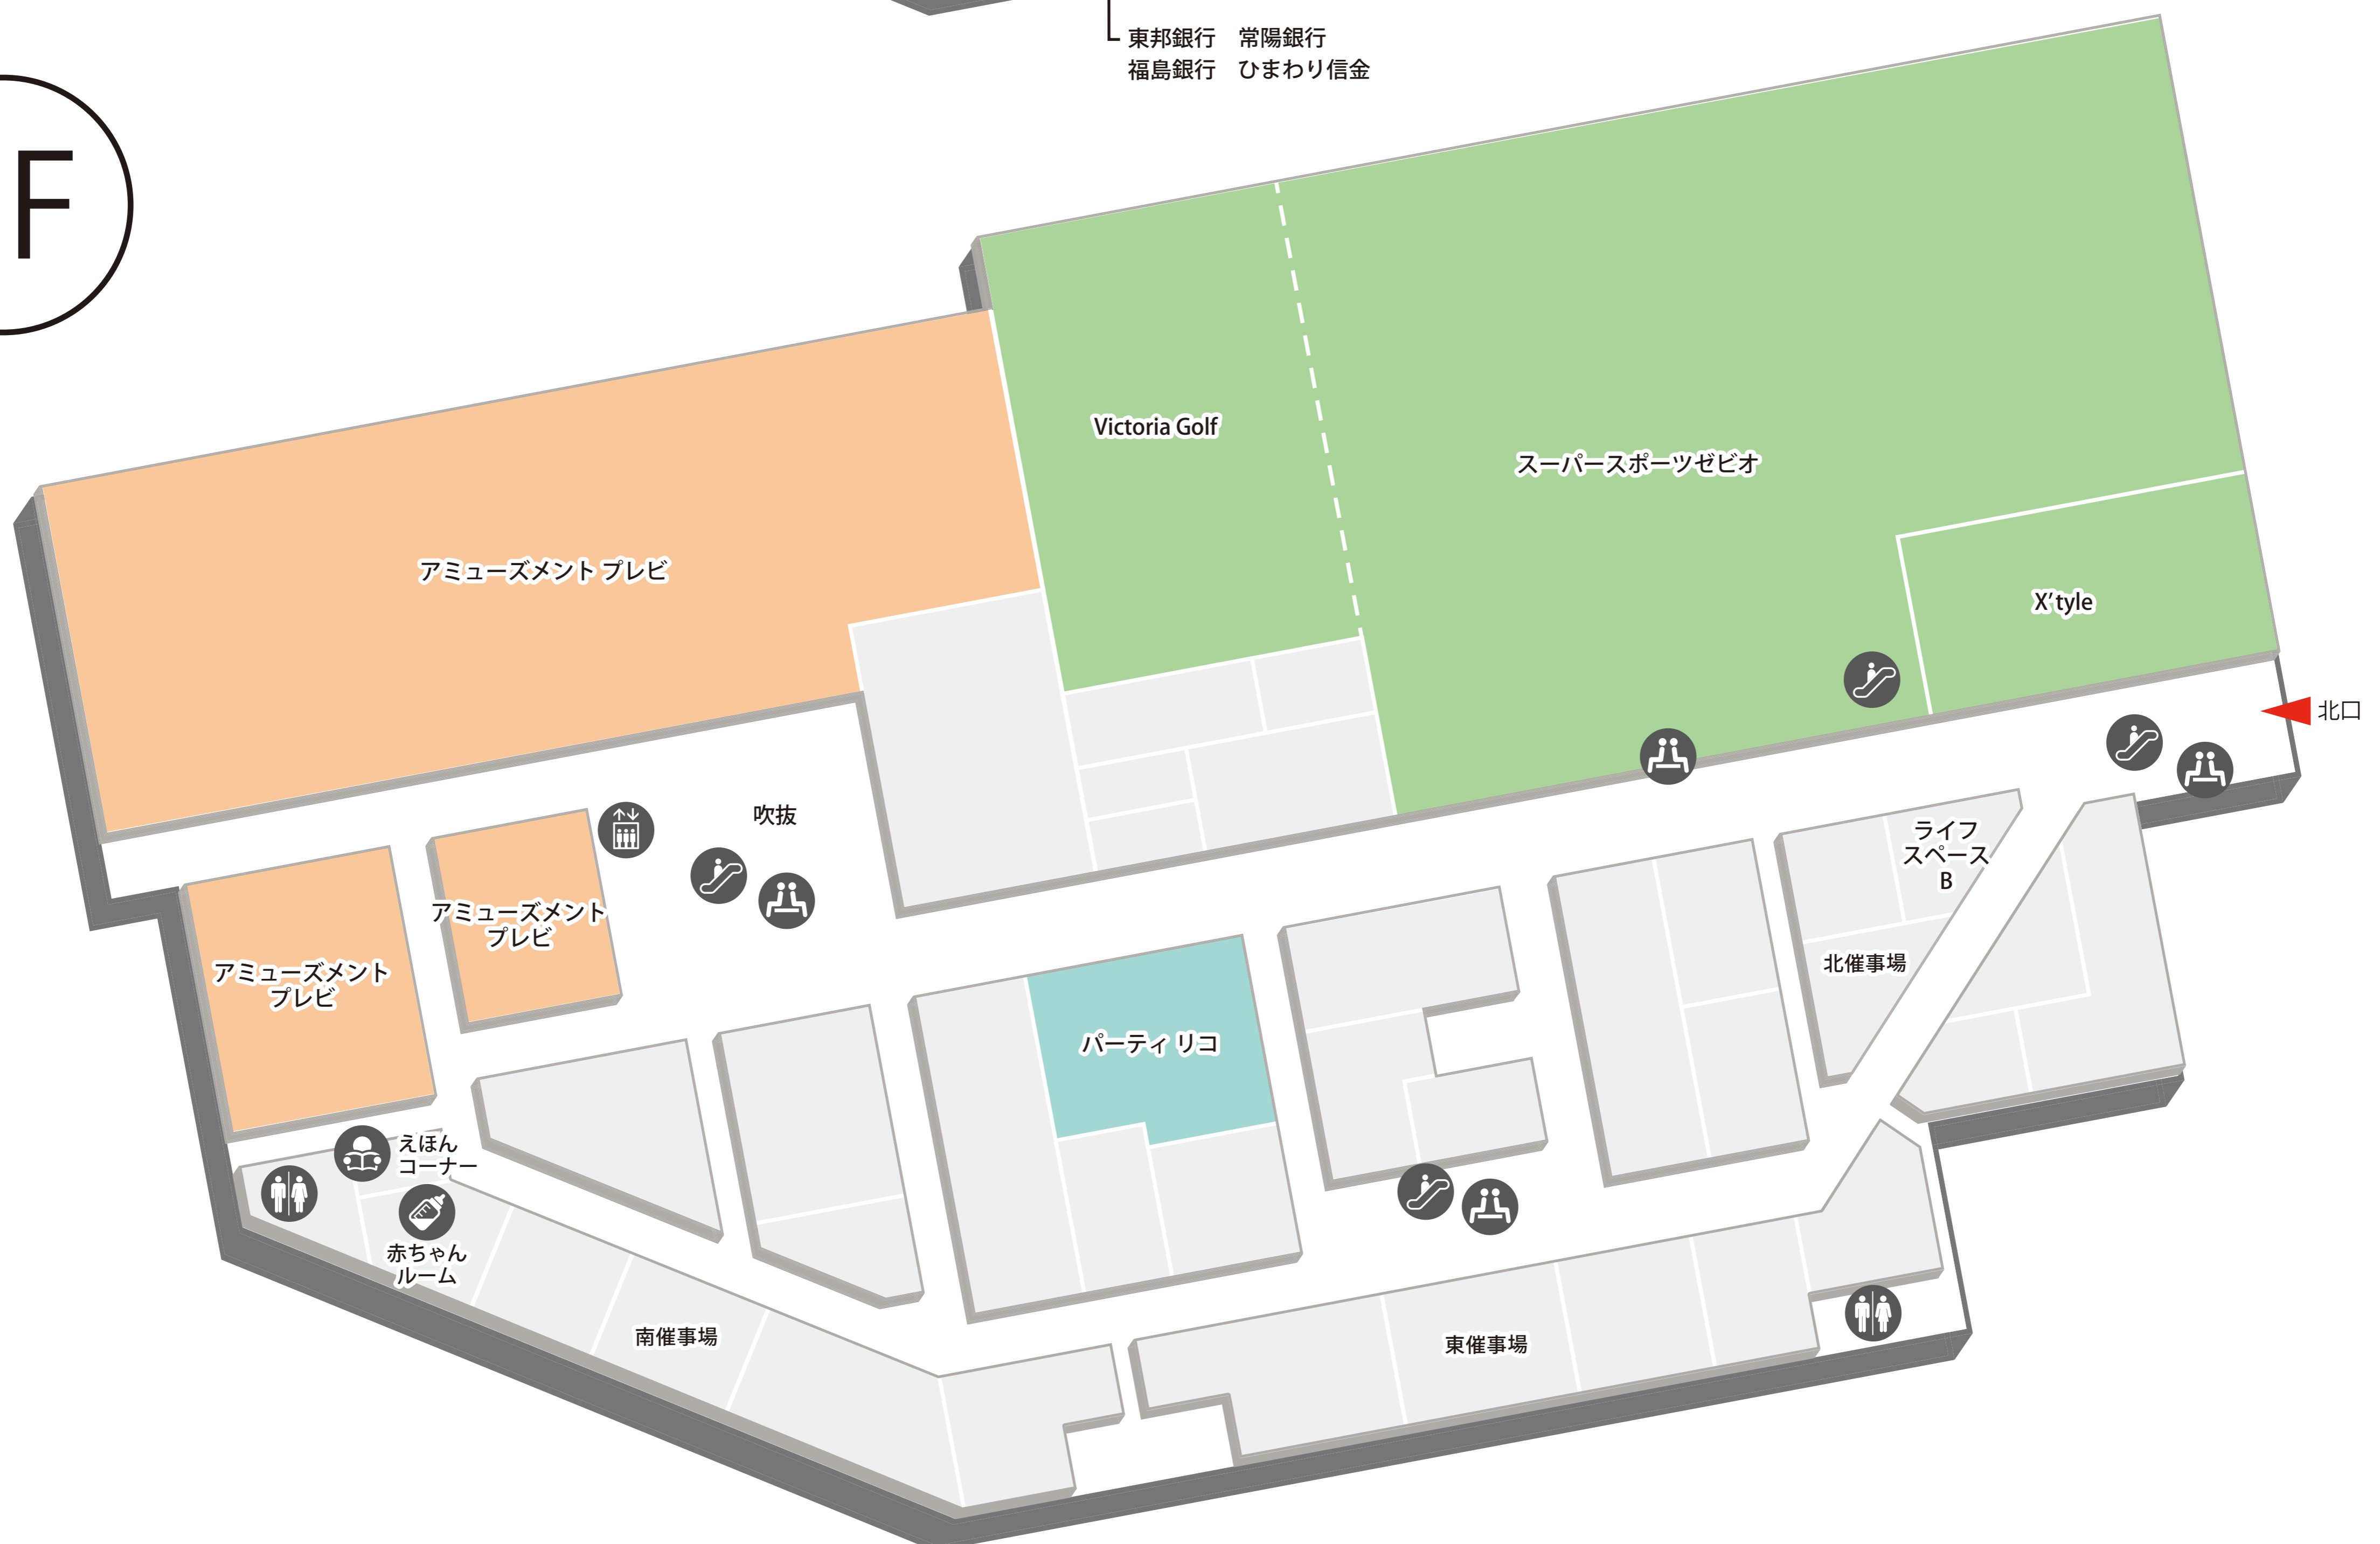 東邦銀行　常陽銀行
福島銀行　ひまわり信金
F
Victoria Golf
スーパースポーツゼビオ
アミューズメント プレビ
X'tyle
北口
吹抜
ライフ
スペース
B
アミューズメント
プレビ
アミューズメント
プレビ
北催事場
パーティ リコ
えほん
コーナー
赤ちゃん
ルーム
南催事場
東催事場